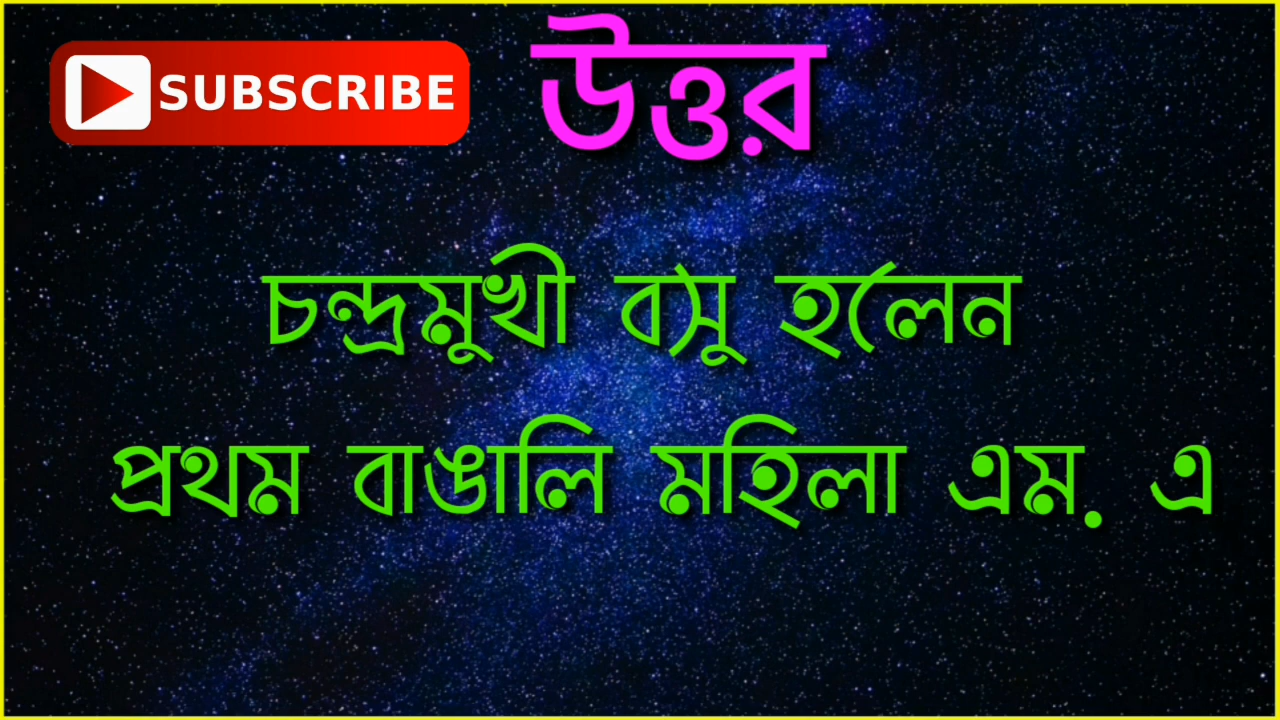 SUBSCRIBE
উত্তর
চন্দ্রমুখী বসু হলেন
প্রথম বাঙালি মহিলা এম. এ